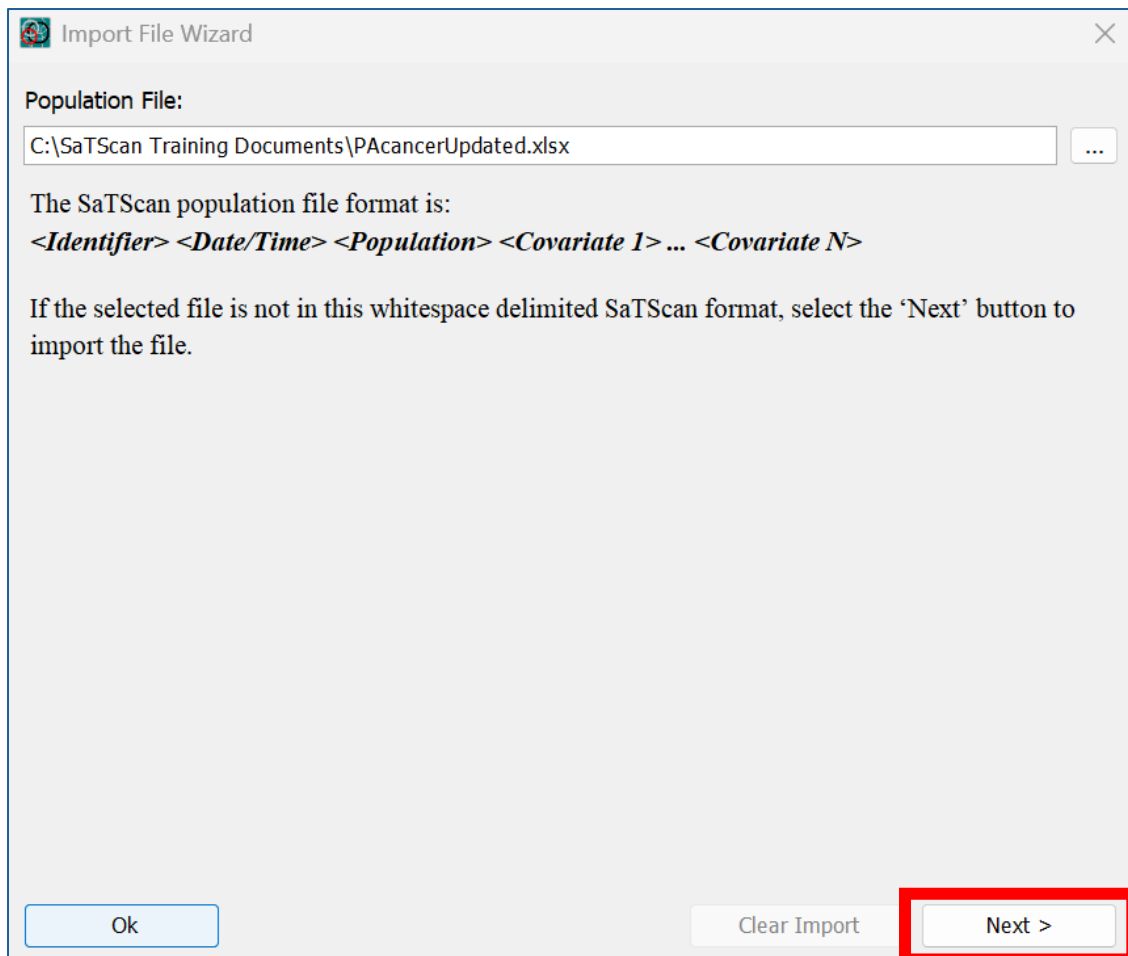 Import File Wizard
Population File:
C:\SaTScan Training Documents\PAcancerUpdated.xlsx
...
The SaTScan population file format is:
<Identifier> <Date/Time> <Population> <Covariate 1> ... <Covariate N>
If the selected file is not in this whitespace delimited SaTScan format, select the ‘Next’ button to
import the file.
Ok
Clear Import
Next >